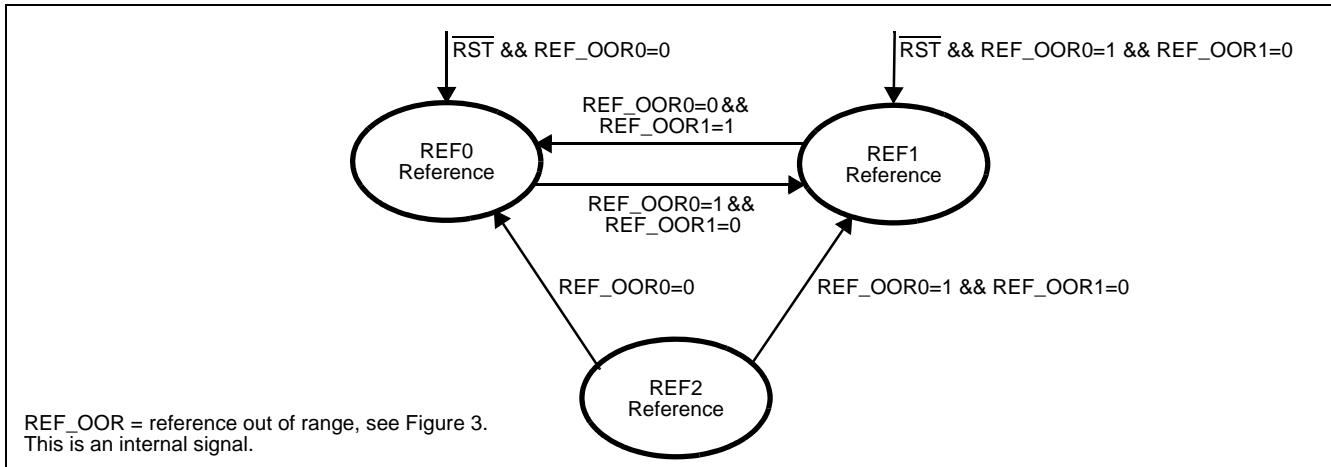 R̅S̅T̅ && REF_OOR0=0
R̅S̅T̅ && REF_OOR0=1 && REF_OOR1=0
REF_OOR0=0 &&
REF_OOR1=1
REF0
Reference
REF1
Reference
REF_OOR0=1 &&
REF_OOR1=0
REF_OOR0=0
REF_OOR0=1 && REF_OOR1=0
REF2
Reference
REF_OOR = reference out of range, see Figure 3.
This is an internal signal.